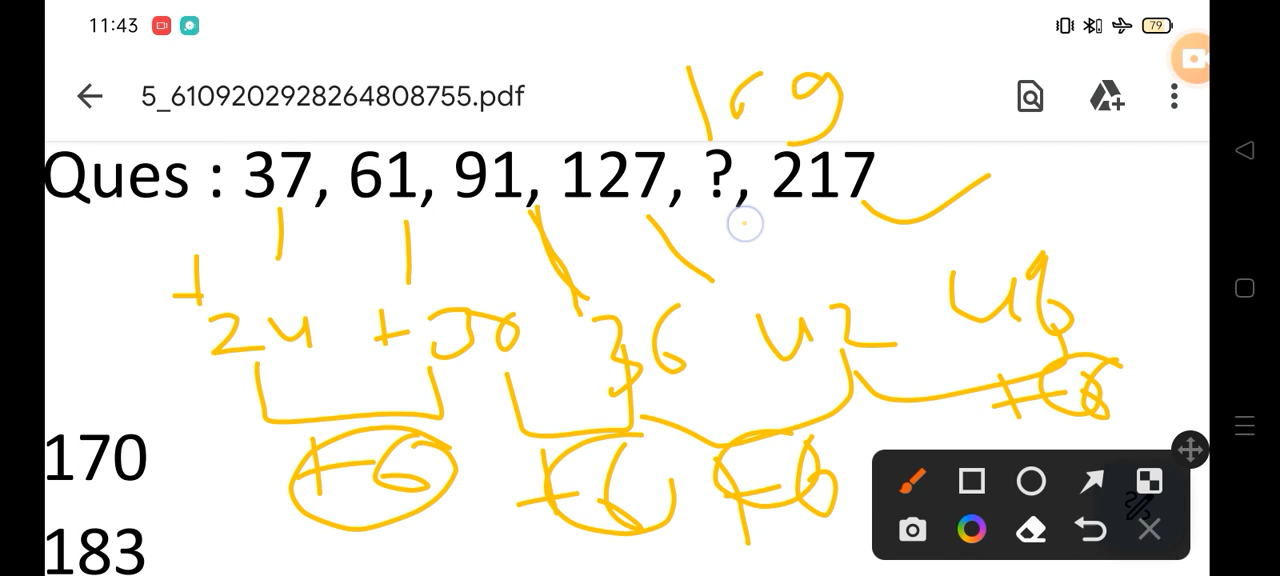 11:43 79
5_6109202928264808755.pdf
169
Ques : 37, 61, 91, 127, ?, 217
+24 +30 36 42 48
+6 +6 +6 +6
170
183